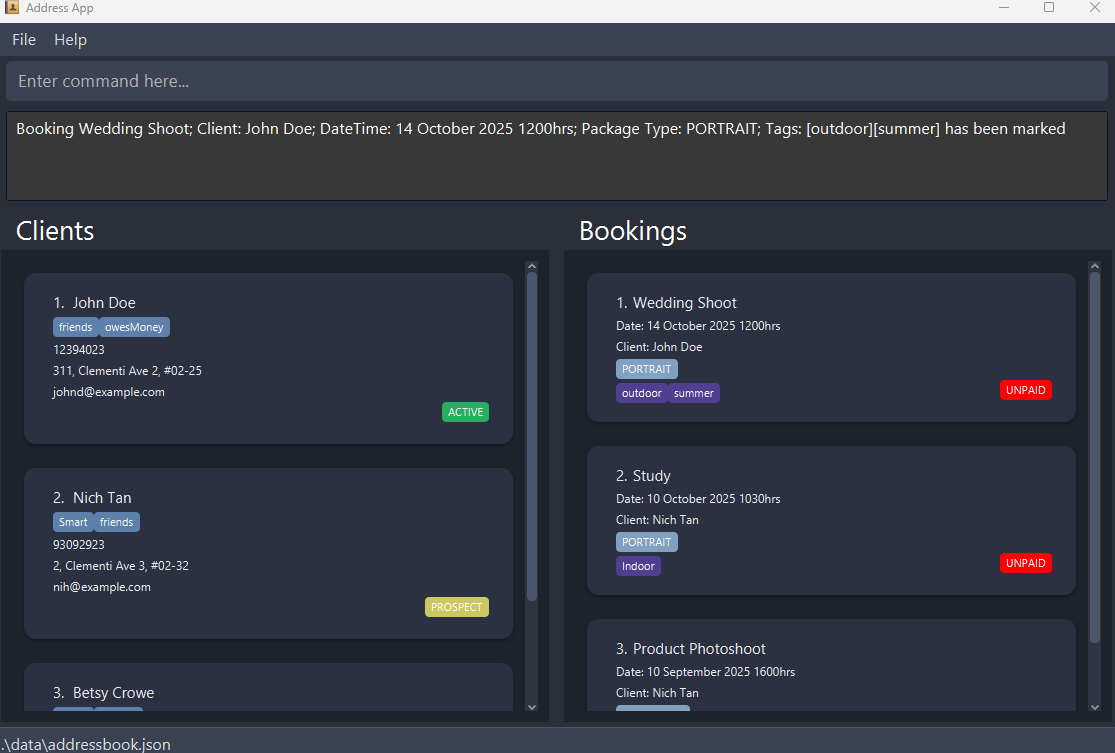 Address App
File Help
Enter command here...
Booking Wedding Shoot; Client: John Doe; DateTime: 14 October 2025 1200hrs; Package Type: PORTRAIT; Tags: [outdoor][summer] has been marked
Clients
1. John Doe
friends owesMoney
12394023
311, Clementi Ave 2, #02-25
johnd@example.com
ACTIVE
2. Nich Tan
Smart friends
93092923
2, Clementi Ave 3, #02-32
nih@example.com
PROSPECT
3. Betsy Crowe
Bookings
1. Wedding Shoot
Date: 14 October 2025 1200hrs
Client: John Doe
PORTRAIT
outdoor summer
UNPAID
2. Study
Date: 10 October 2025 1030hrs
Client: Nich Tan
PORTRAIT
Indoor
UNPAID
3. Product Photoshoot
Date: 10 September 2025 1600hrs
Client: Nich Tan
.\data\addressbook.json